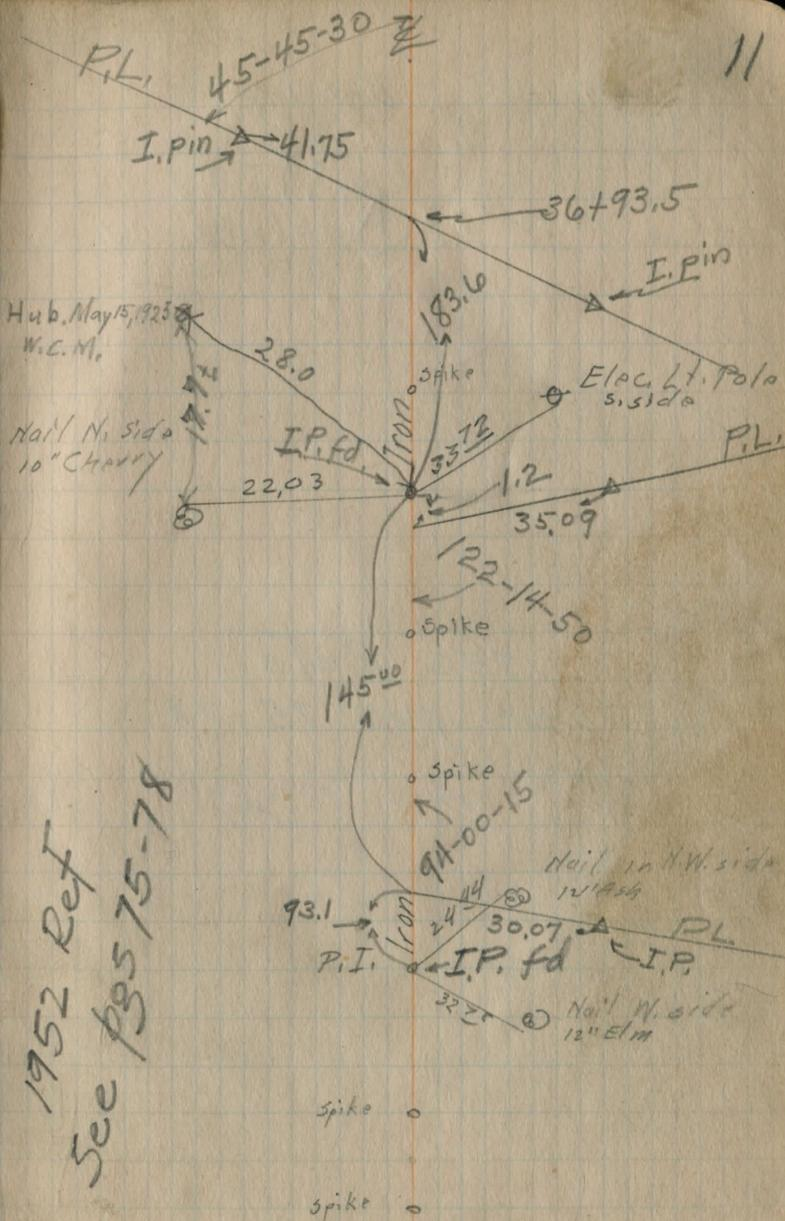 11
P.L.
45-45-30
I. pin
41.75
36+93.5
I. pin
Hub. May 15, 1925
W.C.M.
28.0
183.6
Spike
Elec. Lt. Pole
S. side
Nail N. Side
10" Cherry
I.P. fd.
Iron
33.72
P.L.
22.03
1.2
35.09
122-14-50
Spike
145.00
Spike
94-00-15
Nail in N.W. side
12" Ash
24.44
93.1
Iron
30.07
P.L.
P.I.
I.P. fd
I.P.
Nail W. side
12" Elm
1952 Ref
See pgs 75-78
Spike
Spike